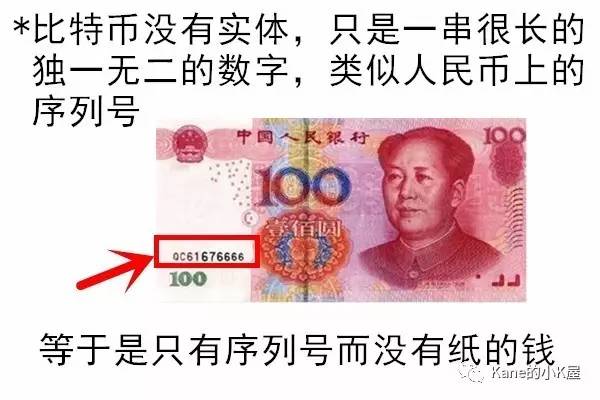 *比特币没有实体，只是一串很长的
独一无二的数字，类似人民币上的
序列号
中国人民银行
100
100
壹佰圆
QC61676666
100
等于是只有序列号而没有纸的钱
Kane的小K屋